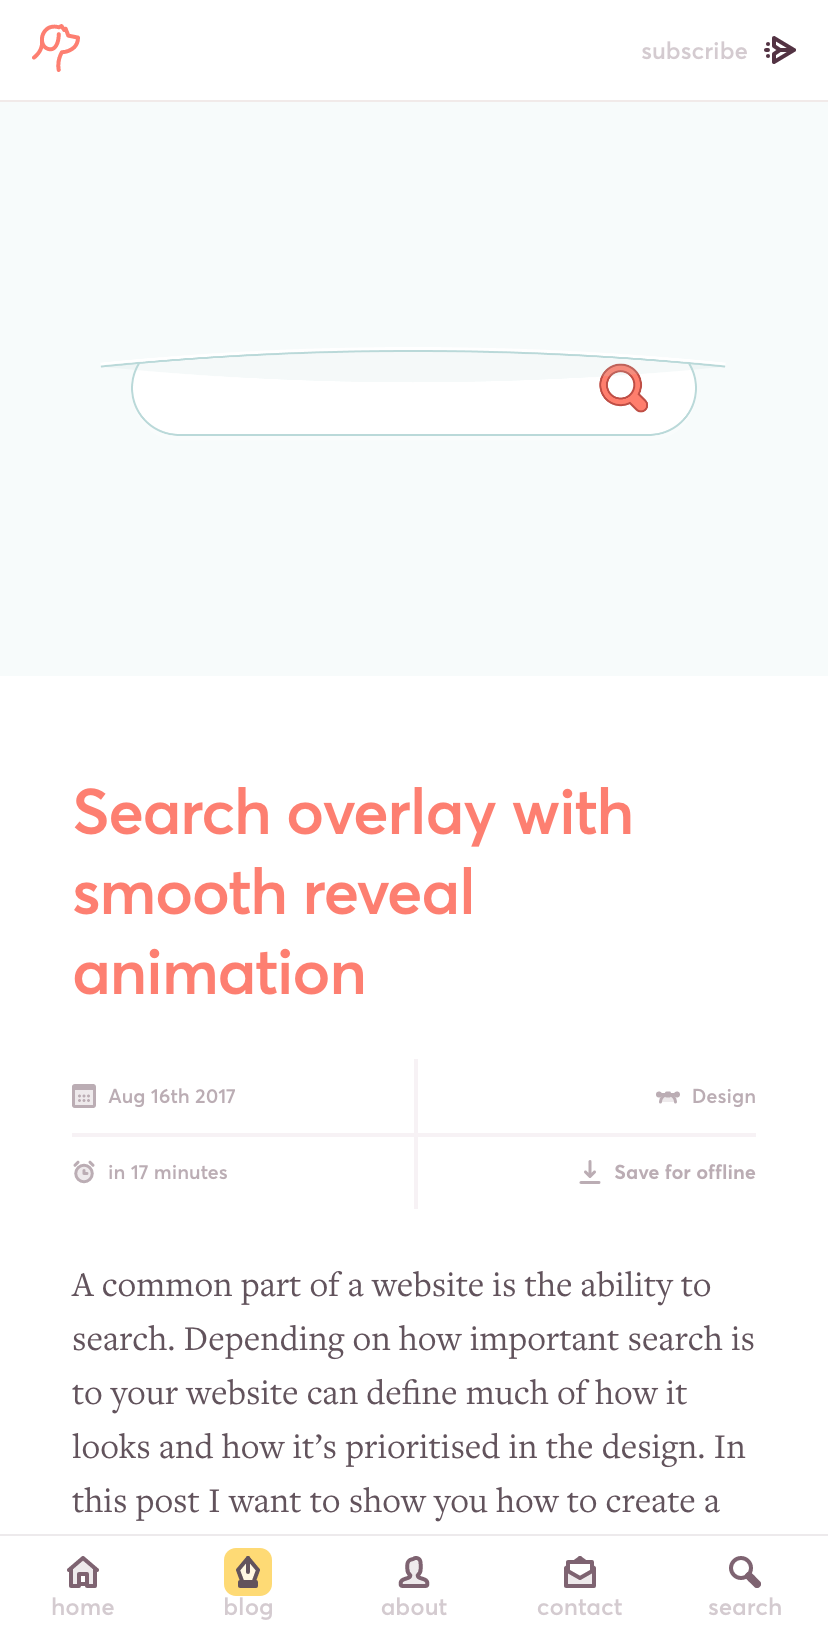 subscribe
Search overlay with
smooth reveal
animation
Aug 16th 2017
Design
in 17 minutes
Save for offline
A common part of a website is the ability to
search. Depending on how important search is
to your website can define much of how it
looks and how it’s prioritised in the design. In
this post I want to show you how to create a
home
blog
about
contact
search